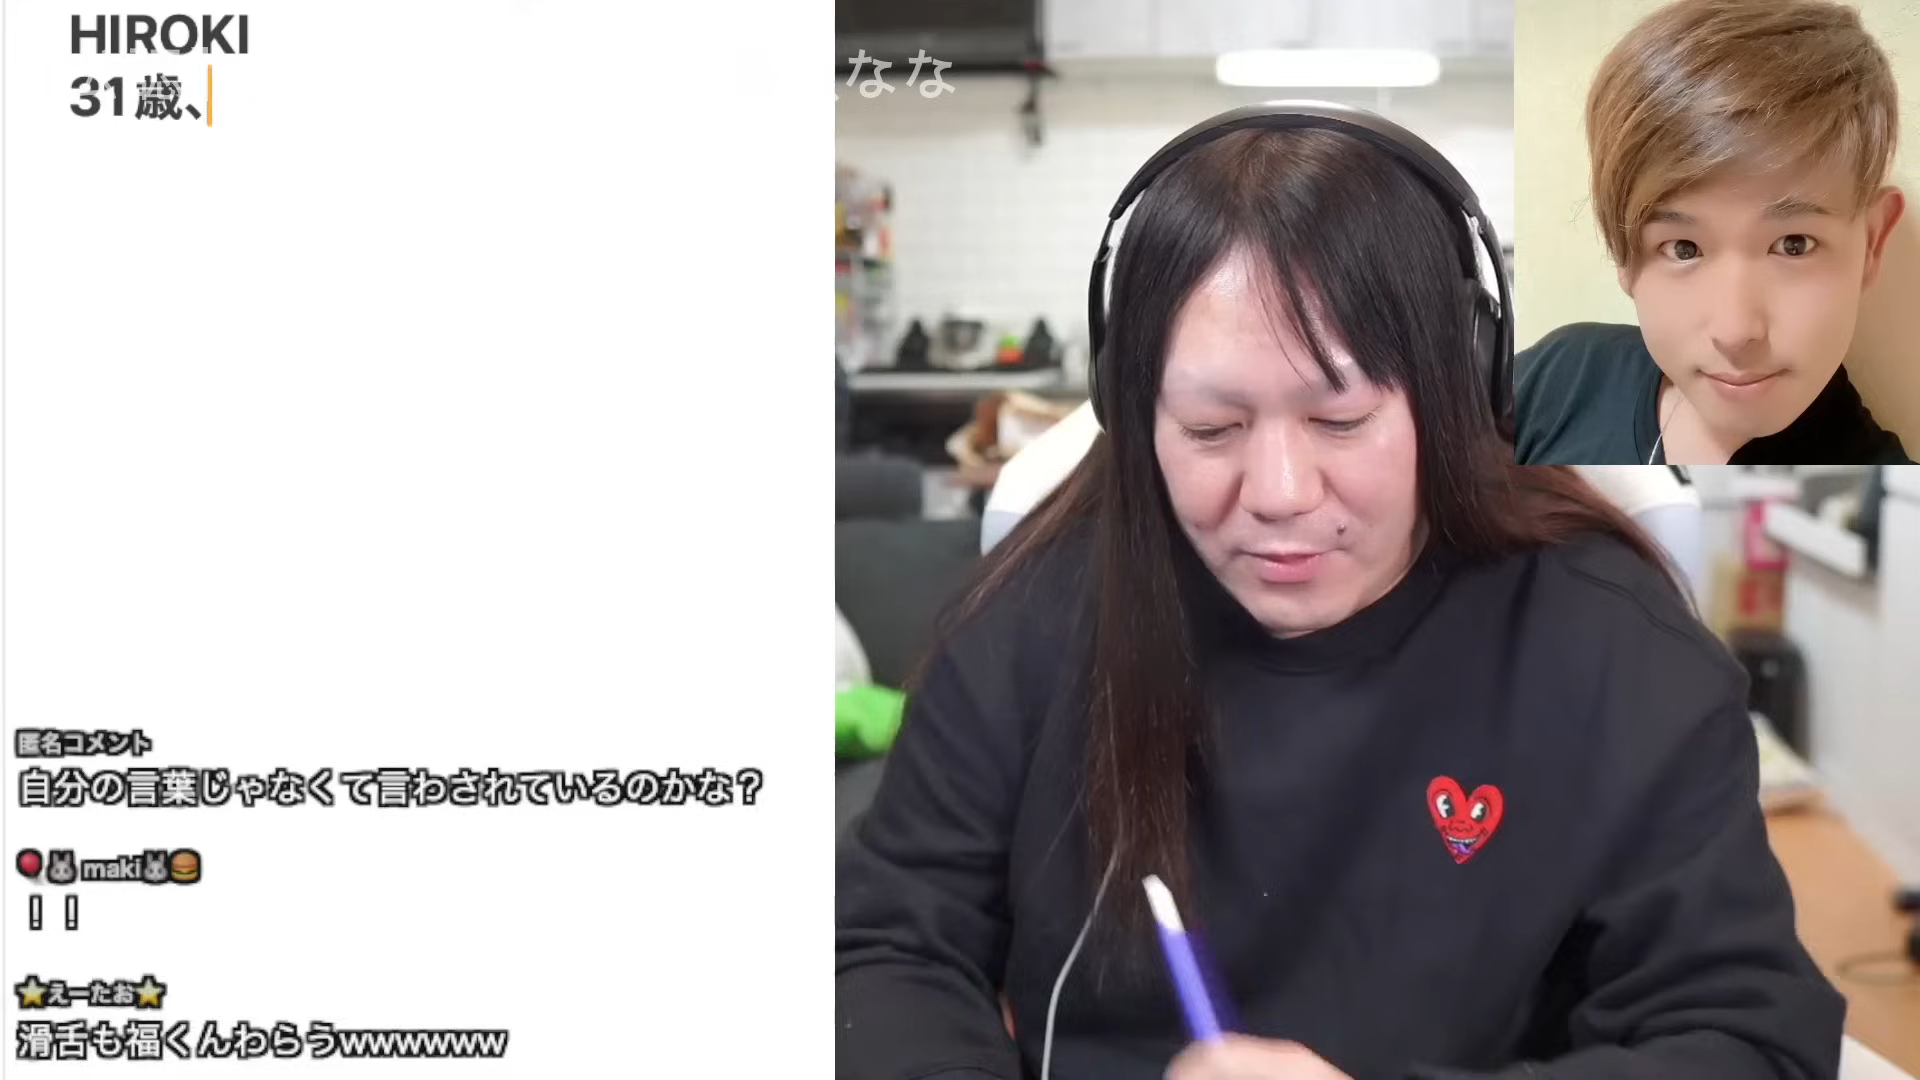 HIROKI
31歳、
なな
匿名コメント
自分の言葉じゃなくて言わされているのかな？
🎈🐰maki🐰🍔
！！
⭐えーたお⭐
滑舌も福くんわらうwwwwww